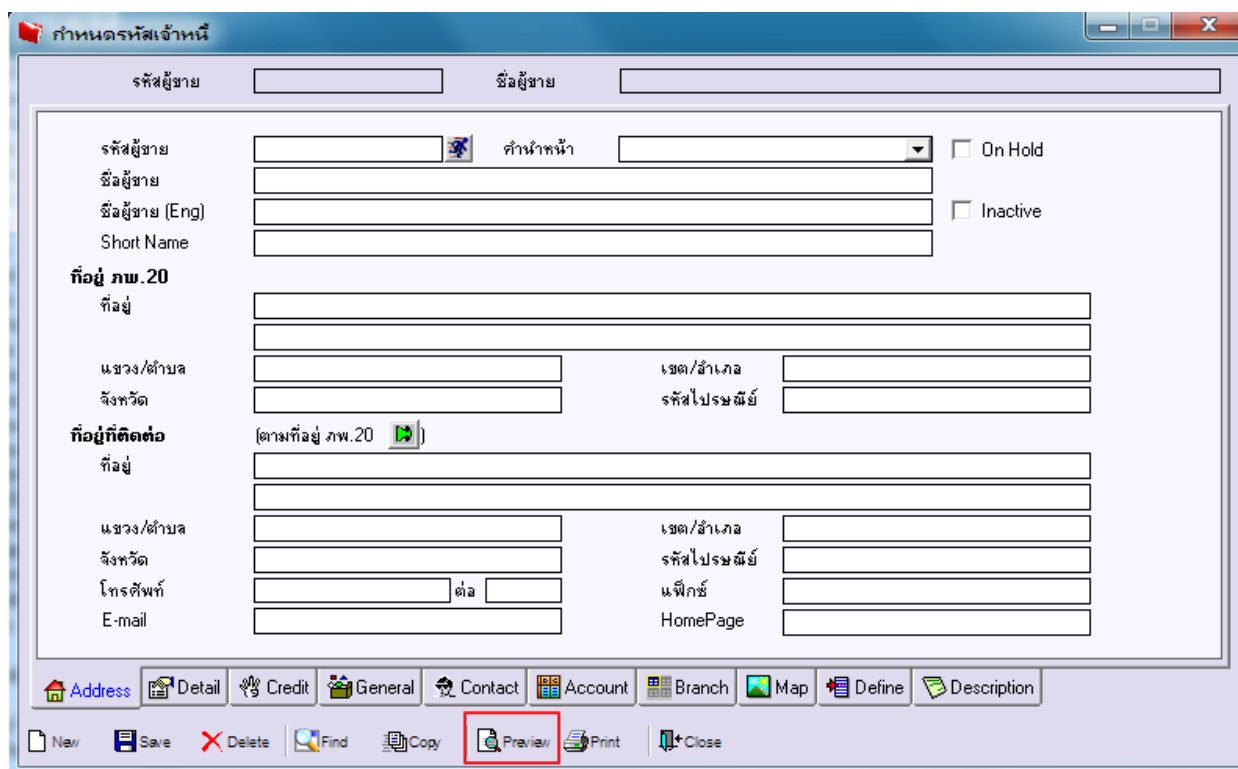 กำหนดรหัสเจ้าหนี้
รหัสผู้ขาย ชื่อผู้ขาย
รหัสผู้ขาย คำนำหน้า On Hold
ชื่อผู้ขาย
ชื่อผู้ขาย (Eng) Inactive
Short Name
ที่อยู่ ภพ.20
ที่อยู่
แขวง/ตำบล เขต/อำเภอ
จังหวัด รหัสไปรษณีย์
ที่อยู่ที่ติดต่อ (ตามที่อยู่ ภพ.20 )
ที่อยู่
แขวง/ตำบล เขต/อำเภอ
จังหวัด รหัสไปรษณีย์
โทรศัพท์ ต่อ แฟ็กซ์
E-mail HomePage
Address Detail Credit General Contact Account Branch Map Define Description
New Save Delete Find Copy Preview Print Close